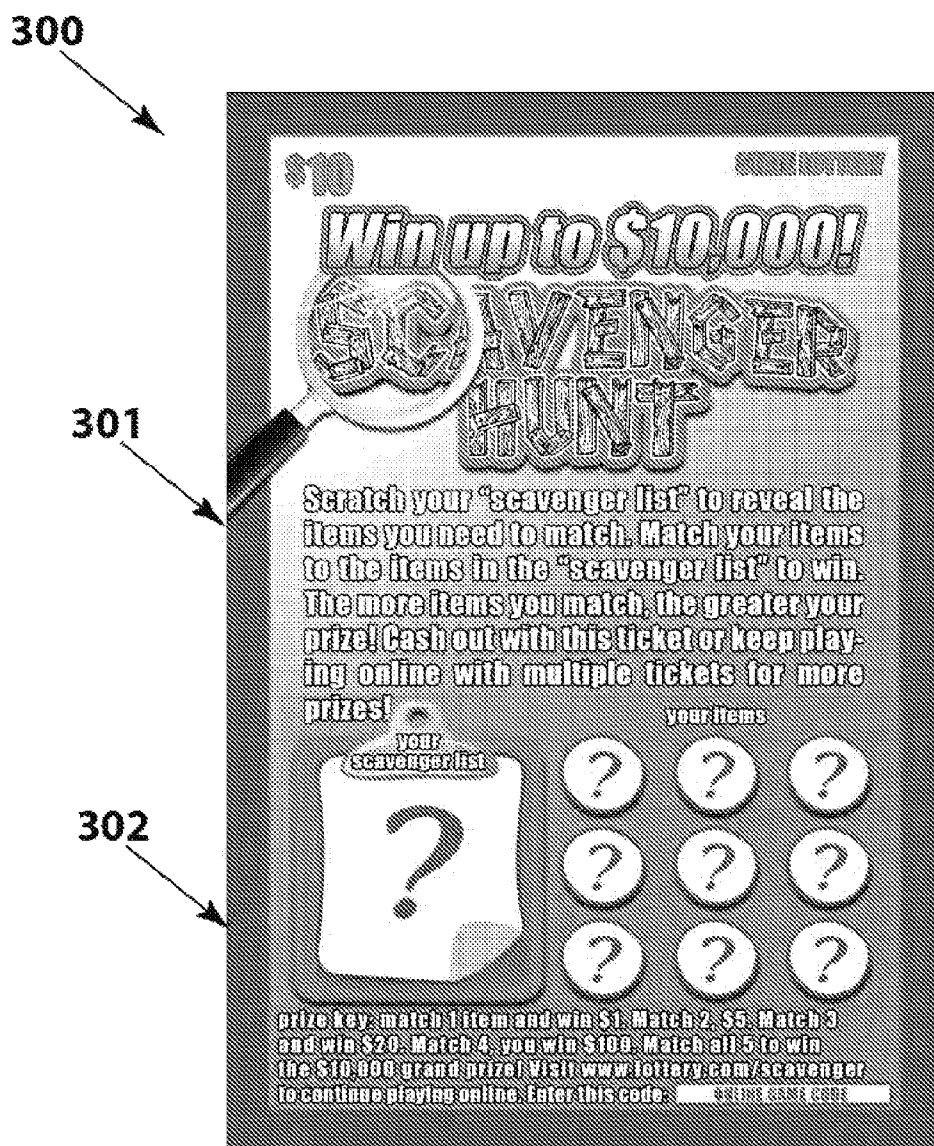 300
$10
Win up to $10,000!
SCAVENGER
HUNT
301
Scratch your "scavenger list" to reveal the
items you need to match. Match your items
to the items in the "scavenger list" to win.
The more items you match, the greater your
prize! Cash out with this ticket or keep play-
ing online with multiple tickets for more
prizes!
your items
your
scavenger list
? ? ?
302
?
? ? ?
? ? ?
prize key: match 1 item and win $1. Match 2, $5. Match 3
and win $20. Match 4, you win $100. Match all 5 to win
the $10,000 grand prize! Visit www.lottery.com/scavenger
to continue playing online. Enter this code: ONLINE GAME CODE